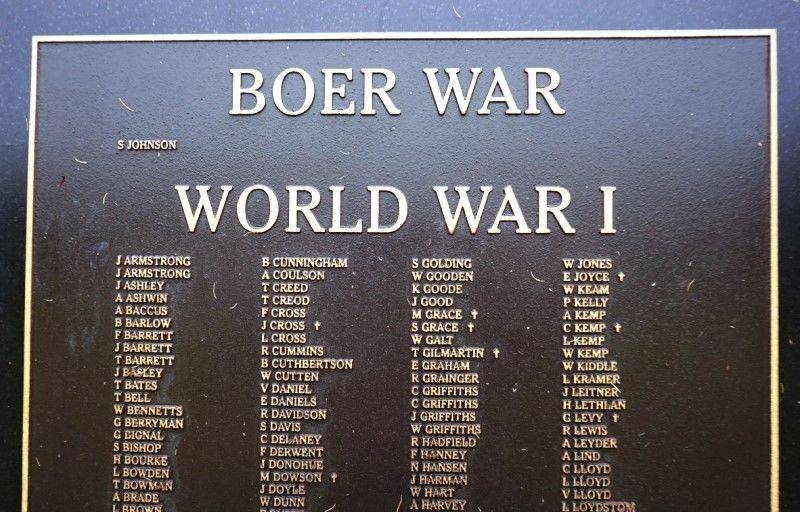 BOER WAR
S JOHNSON
WORLD WAR I
J ARMSTRONG
J ARMSTRONG
J ASHLEY
A ASHWIN
A BACCUS
B BARLOW
F BARRETT
J BARRETT
T BARRETT
J BASLEY
T BATES
T BELL
W BENNETTS
G BERRYMAN
G BIGNAL
S BISHOP
H BOURKE
L BOWDEN
T BOWMAN
A BRADE
L BROWN
B CUNNINGHAM
A COULSON
T CREED
T CREOD
F CROSS
J CROSS ✝
L CROSS
R CUMMINS
B CUTHBERTSON
W CUTTEN
V DANIEL
E DANIELS
R DAVIDSON
S DAVIS
C DELANEY
F DERWENT
J DONOHUE
M DOWSON ✝
J DOYLE
W DUNN
S GOLDING
W GOODEN
K GOODE
J GOOD
M GRACE ✝
S GRACE ✝
W GALT
T GILMARTIN ✝
E GRAHAM
R GRAINGER
C GRIFFITHS
C GRIFFITHS
J GRIFFITHS
W GRIFFITHS
R HADFIELD
F HANNEY
N HANSEN
J HARMAN
W HART
A HARVEY
W JONES
E JOYCE ✝
W KEAM
P KELLY
A KEMP
C KEMP ✝
L KEMP
W KEMP
W KIDDLE
L KRAMER
J LEITNER
H LETHLAN
G LEVY ✝
R LEWIS
A LEYDER
A LIND
C LLOYD
L LLOYD
V LLOYD
L LOYDSTOM